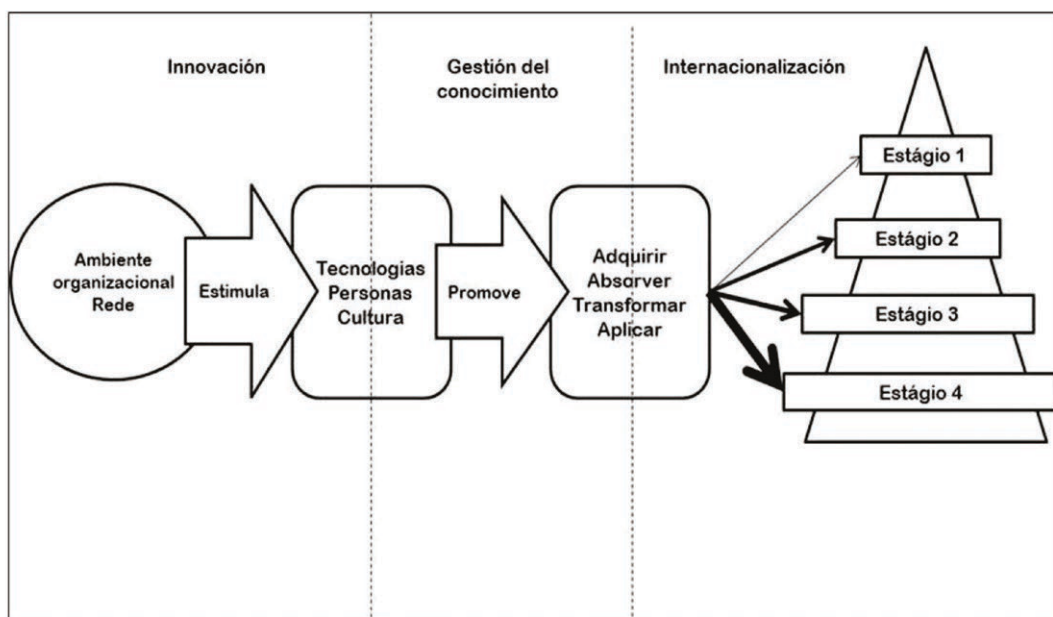 Innovación
Gestión del
conocimiento
Internacionalización
Ambiente
organizacional
Rede
Estimula
Tecnologias
Personas
Cultura
Promove
Adquirir
Absorver
Transformar
Aplicar
Estágio 1
Estágio 2
Estágio 3
Estágio 4